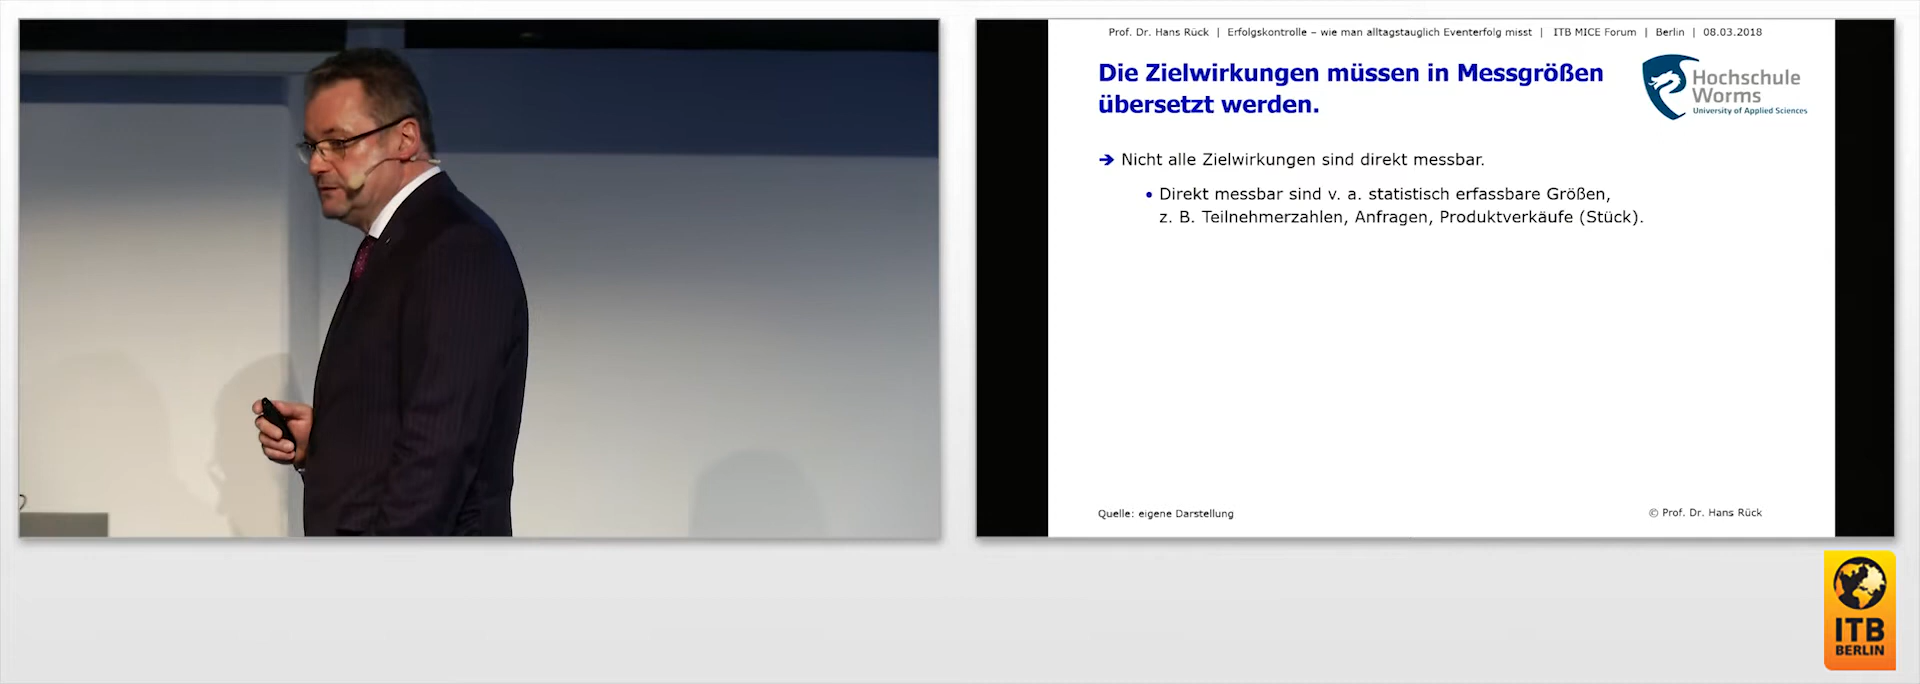 Prof. Dr. Hans Rück | Erfolgskontrolle – wie man alltagstauglich Eventerfolg misst | ITB MICE Forum | Berlin | 08.03.2018
Die Zielwirkungen müssen in Messgrößen
übersetzt werden.
Hochschule
Worms
University of Applied Sciences
➔ Nicht alle Zielwirkungen sind direkt messbar.
• Direkt messbar sind v. a. statistisch erfassbare Größen,
z. B. Teilnehmerzahlen, Anfragen, Produktverkäufe (Stück).
Quelle: eigene Darstellung
© Prof. Dr. Hans Rück
ITB
BERLIN